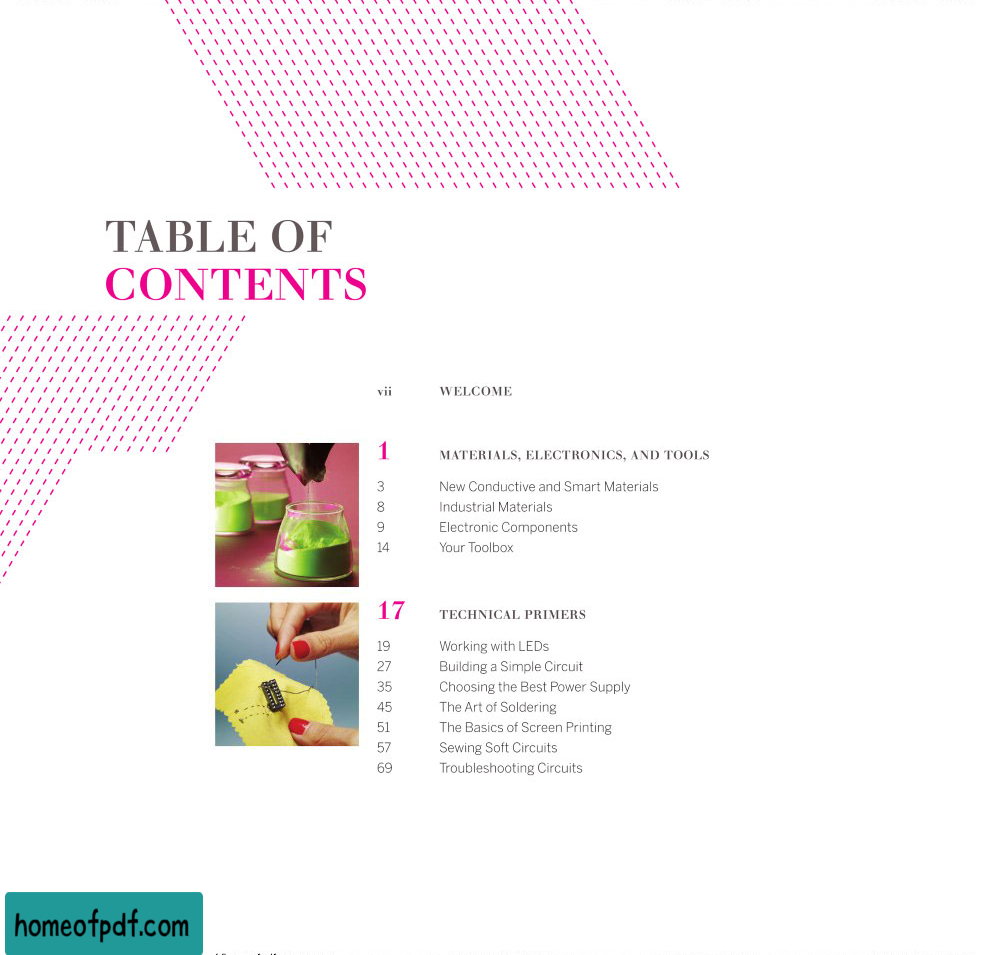 TABLE OF
CONTENTS
vii WELCOME
1 MATERIALS, ELECTRONICS, AND TOOLS
3 New Conductive and Smart Materials
8 Industrial Materials
9 Electronic Components
14 Your Toolbox
17 TECHNICAL PRIMERS
19 Working with LEDs
27 Building a Simple Circuit
35 Choosing the Best Power Supply
45 The Art of Soldering
51 The Basics of Screen Printing
57 Sewing Soft Circuits
69 Troubleshooting Circuits
homeofpdf.com